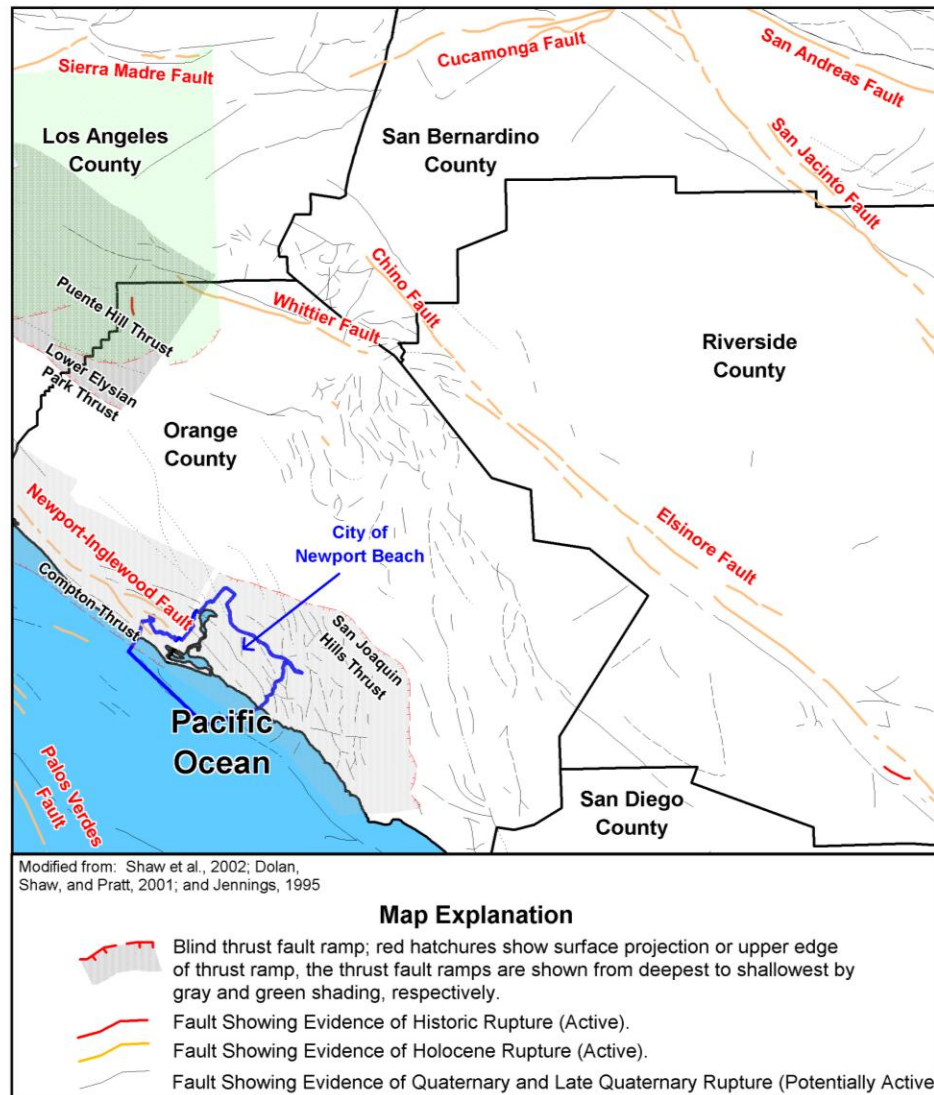 Sierra Madre Fault
Cucamonga Fault
San Andreas Fault
Los Angeles
County
San Bernardino
County
San Jacinto Fault
Puente Hill Thrust
Chino Fault
Whittier Fault
Lower Elysian
Park Thrust
Riverside
County
Orange
County
Newport-Inglewood Fault
City of
Newport Beach
Elsinore Fault
Compton-Thrust
San Joaquin
Hills Thrust
Pacific
Ocean
Palos Verdes
Fault
San Diego
County
Modified from: Shaw et al., 2002; Dolan,
Shaw, and Pratt, 2001; and Jennings, 1995
Map Explanation
Blind thrust fault ramp; red hatchures show surface projection or upper edge
of thrust ramp, the thrust fault ramps are shown from deepest to shallowest by
gray and green shading, respectively.
Fault Showing Evidence of Historic Rupture (Active).
Fault Showing Evidence of Holocene Rupture (Active).
Fault Showing Evidence of Quaternary and Late Quaternary Rupture (Potentially Active